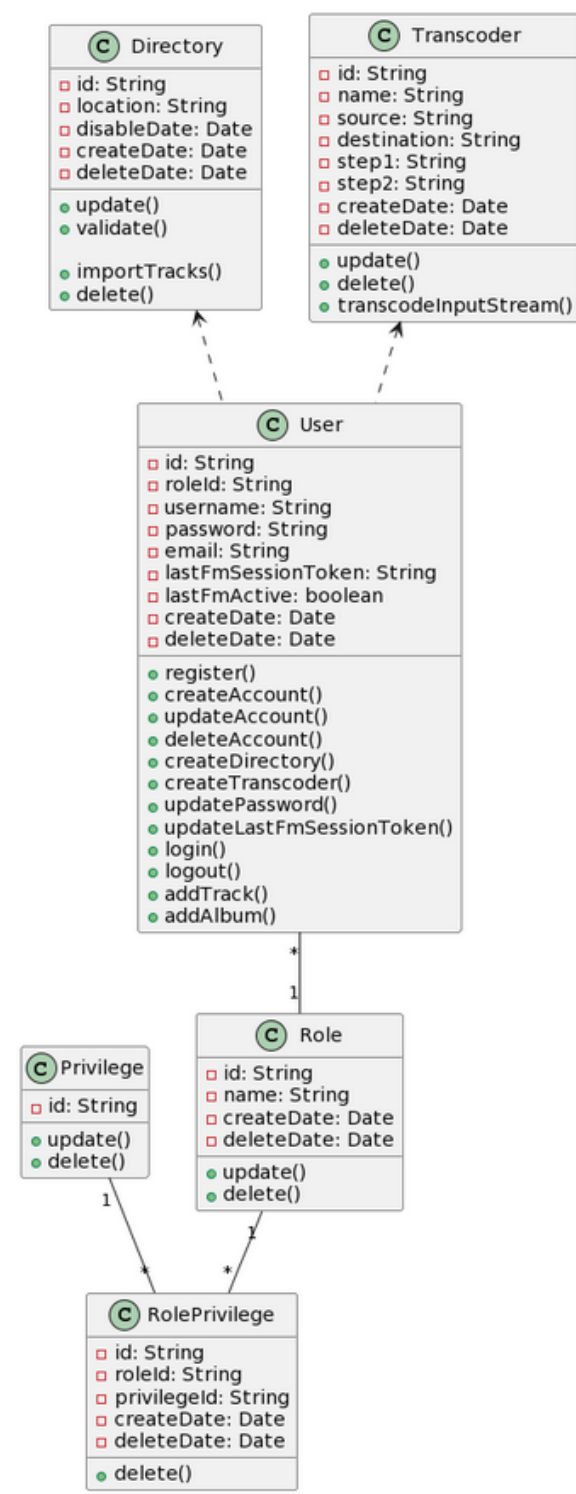 C Directory
id: String
location: String
disableDate: Date
createDate: Date
deleteDate: Date
update()
validate()
importTracks()
delete()
C Transcoder
id: String
name: String
source: String
destination: String
step1: String
step2: String
createDate: Date
deleteDate: Date
update()
delete()
transcodeInputStream()
C User
id: String
roleId: String
username: String
password: String
email: String
lastFmSessionToken: String
lastFmActive: boolean
createDate: Date
deleteDate: Date
register()
createAccount()
updateAccount()
deleteAccount()
createDirectory()
createTranscoder()
updatePassword()
updateLastFmSessionToken()
login()
logout()
addTrack()
addAlbum()
*
1
C Role
id: String
name: String
createDate: Date
deleteDate: Date
update()
delete()
C Privilege
id: String
update()
delete()
1
*
1
*
C RolePrivilege
id: String
roleId: String
privilegeId: String
createDate: Date
deleteDate: Date
delete()